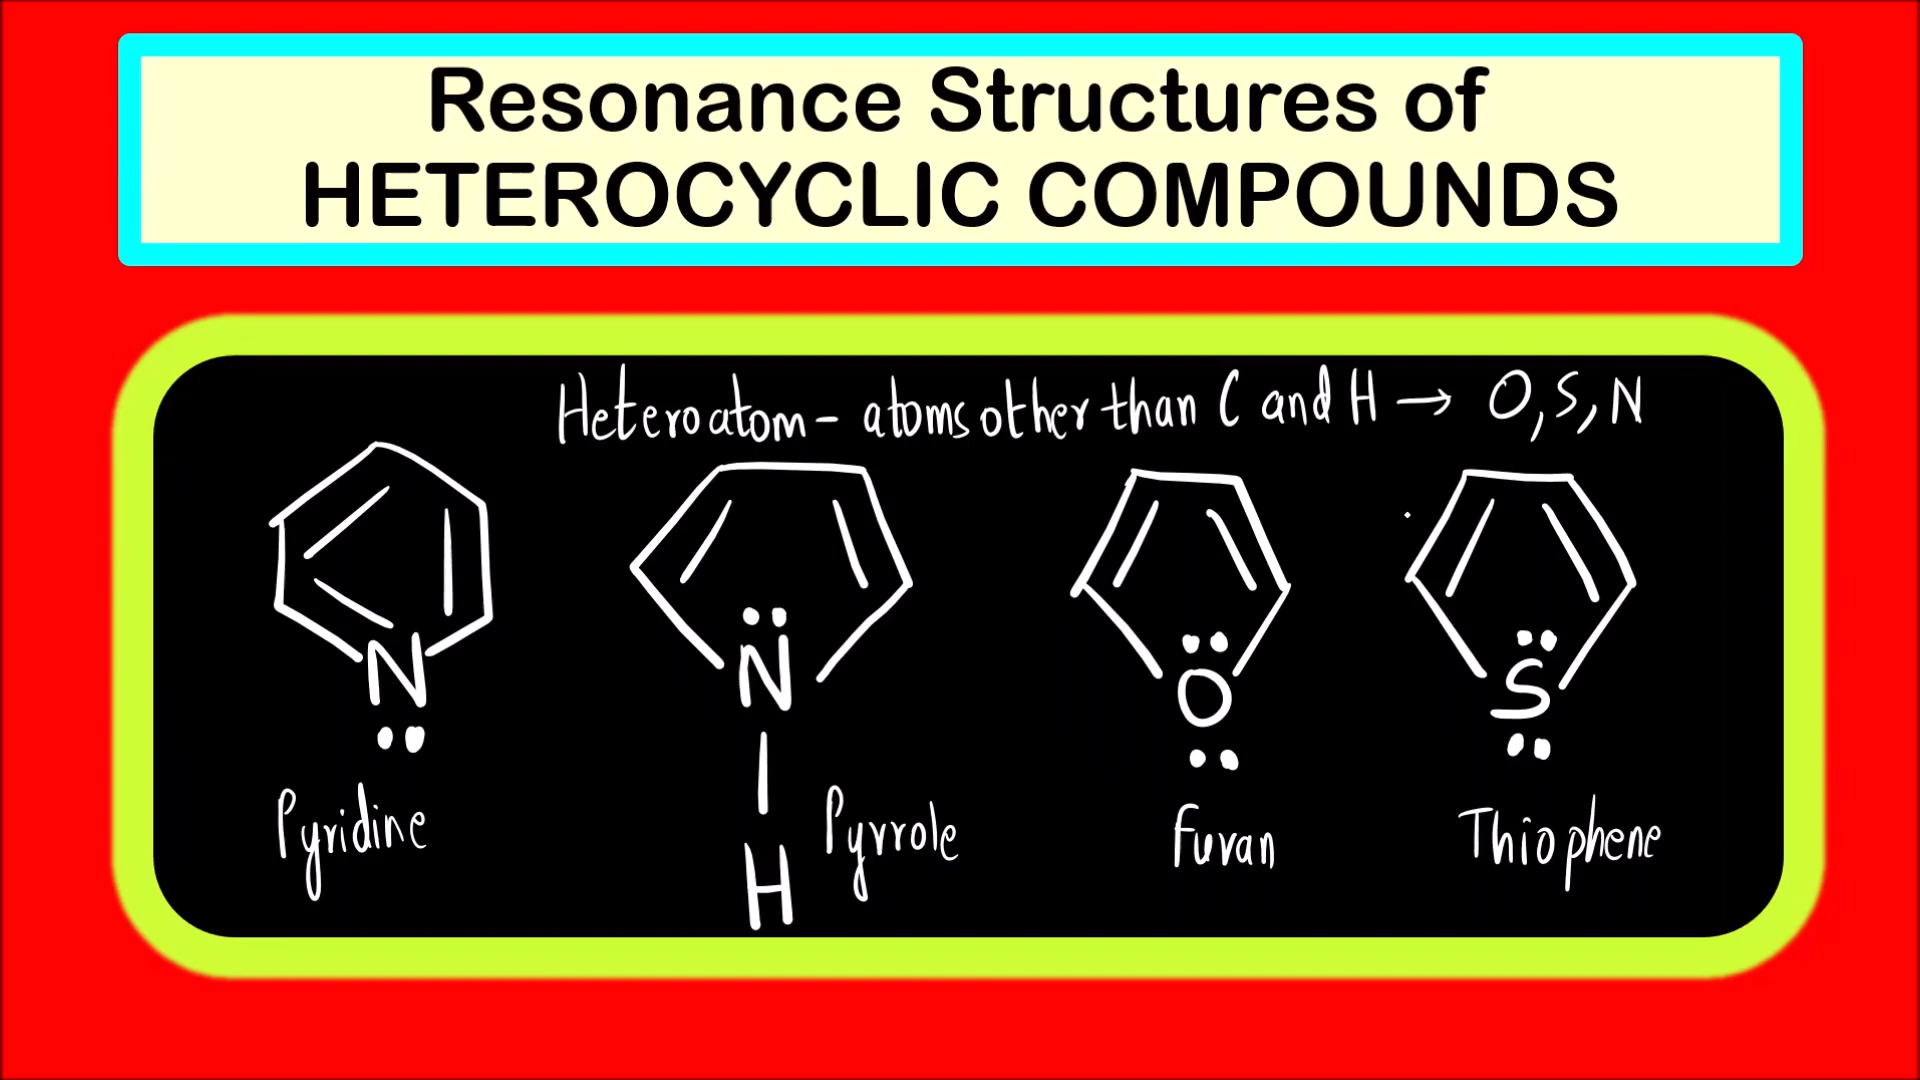 Resonance Structures of
HETEROCYCLIC COMPOUNDS
Heteroatom - atoms other than C and H → O, S, N
N
N
H
O
S
Pyridine
Pyrrole
Furan
Thiophene